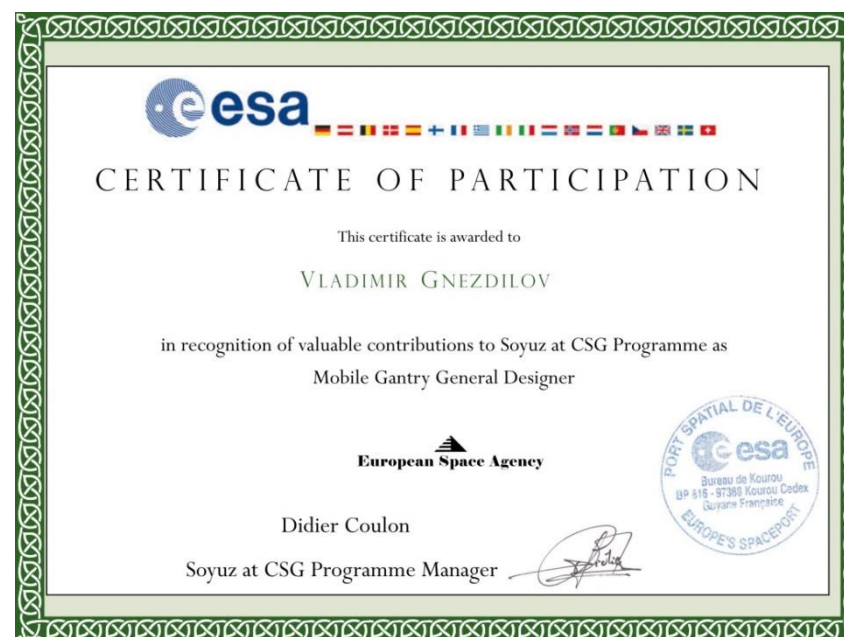 esa
CERTIFICATE OF PARTICIPATION
This certificate is awarded to
VLADIMIR GNEZDILOV
in recognition of valuable contributions to Soyuz at CSG Programme as
Mobile Gantry General Designer
European Space Agency
Didier Coulon
Soyuz at CSG Programme Manager
PORT SPATIAL DE L'EUROPE
esa
Bureau de Kourou
BP 816 - 97388 Kourou Cedex
Guyane Française
EUROPE'S SPACEPORT